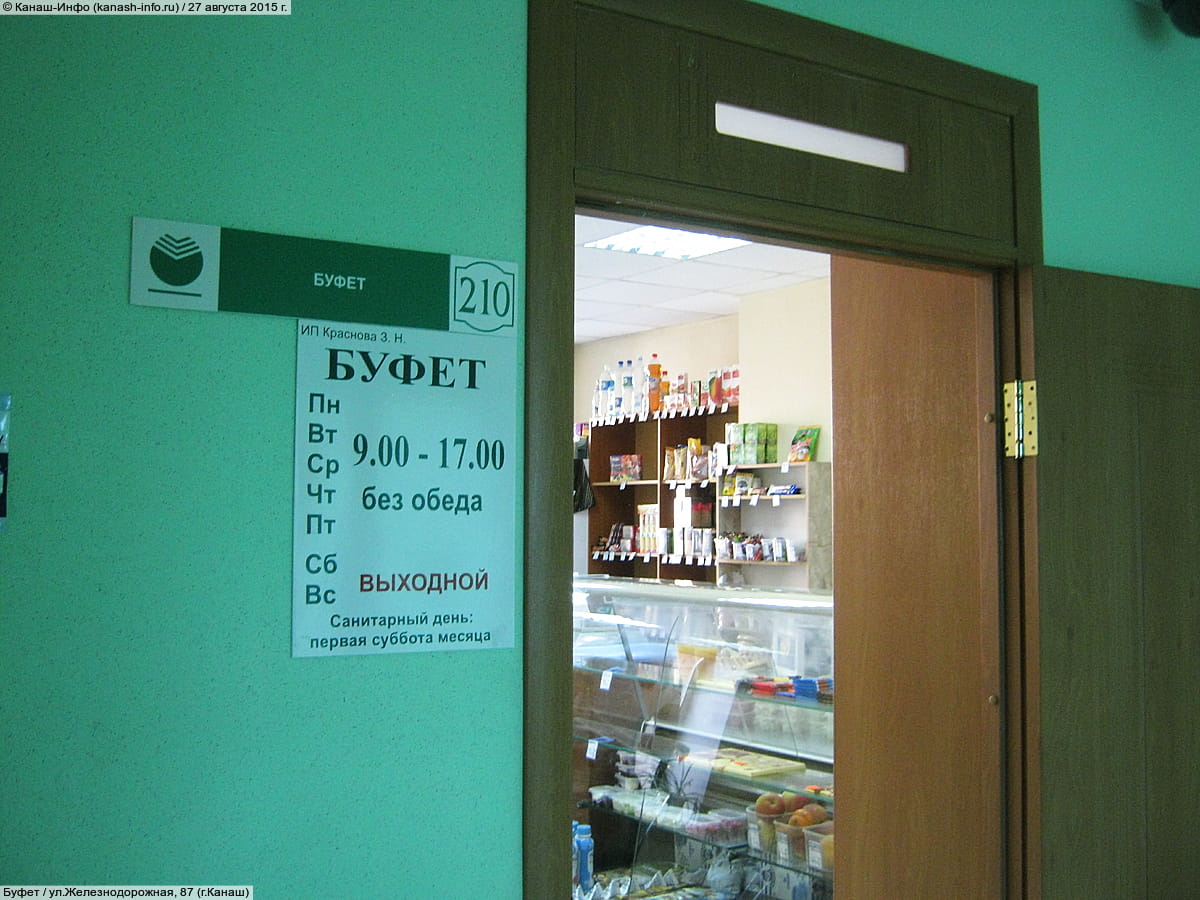 © Канаш-Инфо (kanash-info.ru) / 27 августа 2015 г.
БУФЕТ
210
ИП Краснова З. Н.
БУФЕТ
Пн
Вт
Ср
Чт
Пт
9.00 - 17.00
без обеда
Сб
Вс
ВЫХОДНОЙ
Санитарный день:
первая суббота месяца
Буфет / ул.Железнодорожная, 87 (г.Канаш)